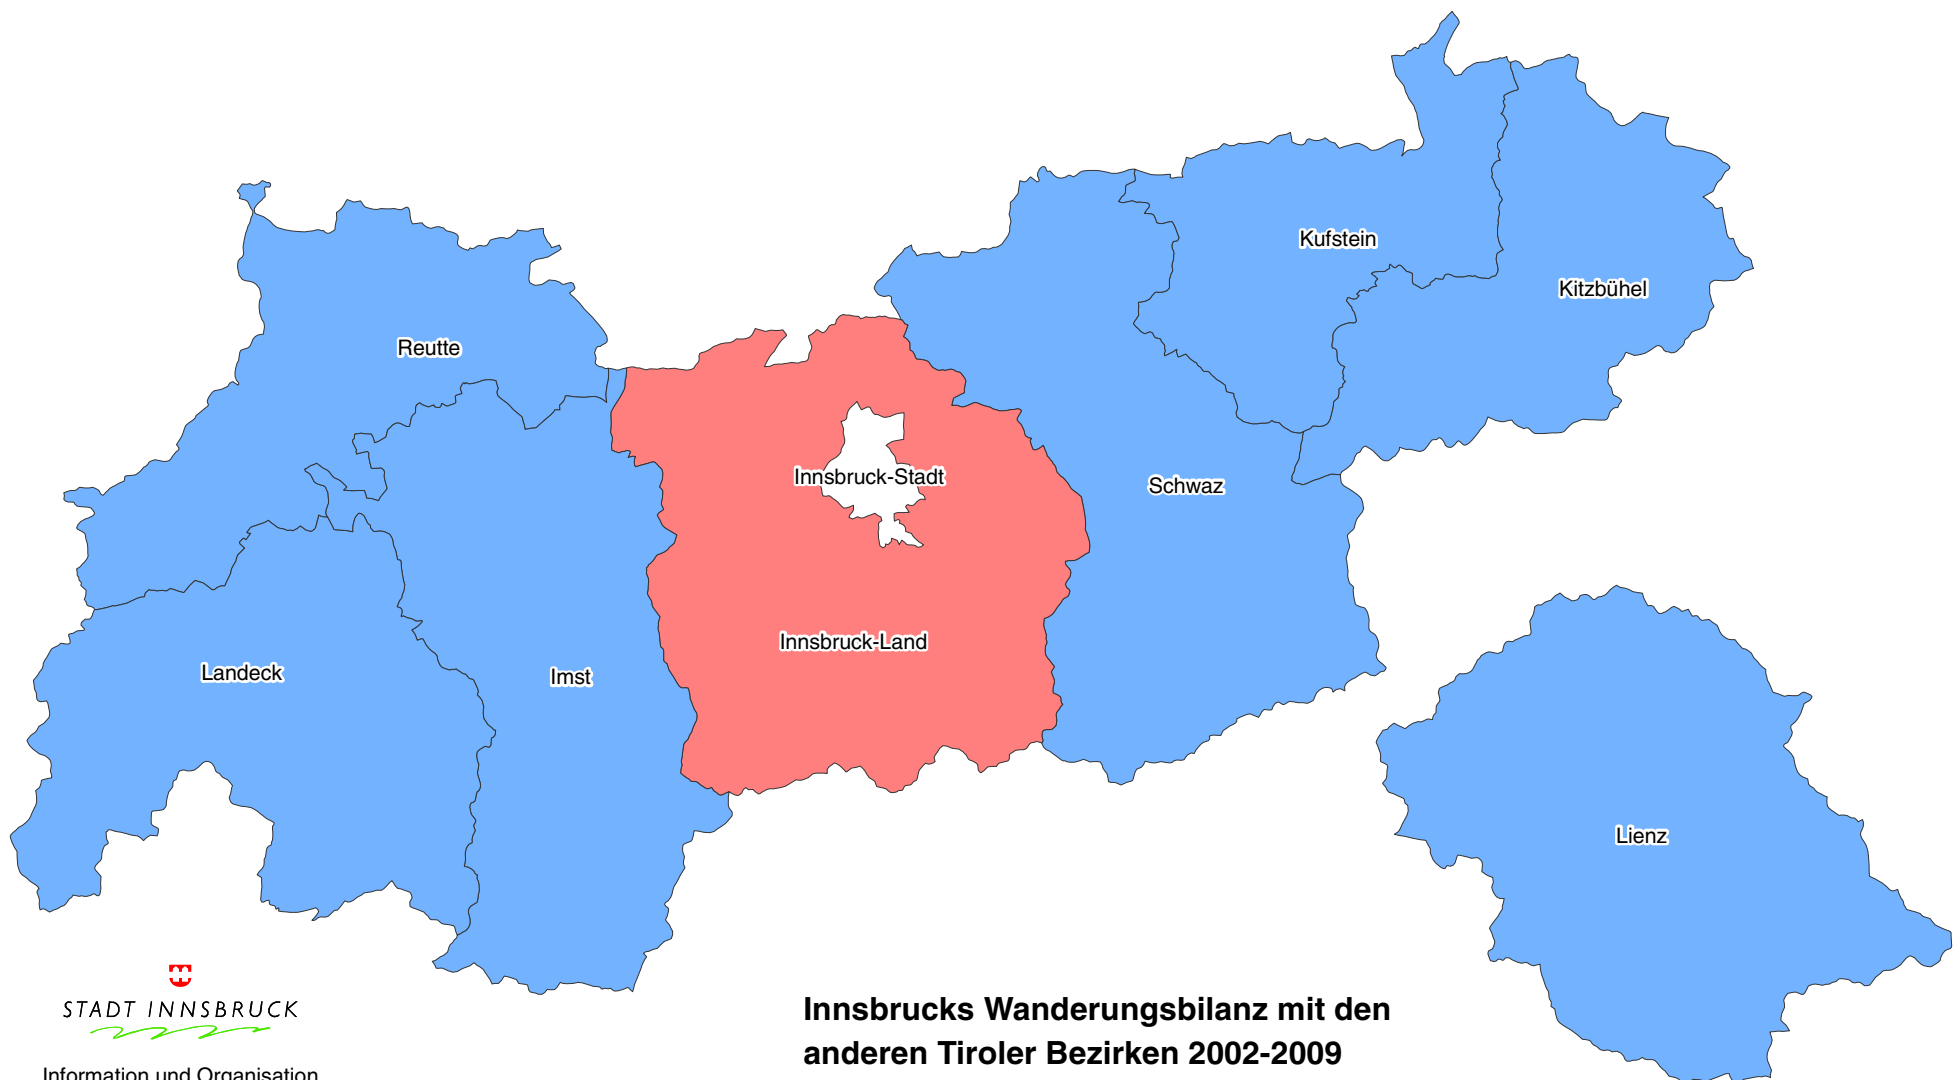 Kufstein
Kitzbühel
Reutte
Innsbruck-Stadt
Schwaz
Innsbruck-Land
Landeck
Imst
Lienz
STADT INNSBRUCK
Information und Organisation
Innsbrucks Wanderungsbilanz mit den
anderen Tiroler Bezirken 2002-2009